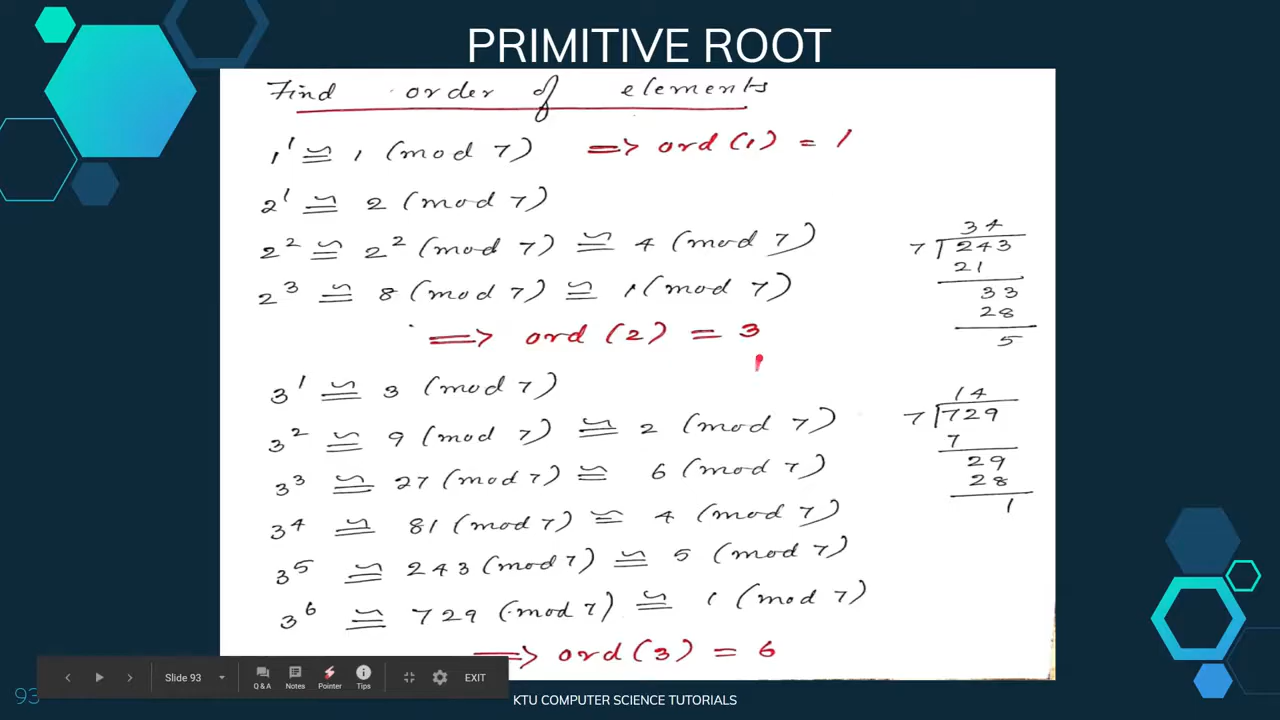 PRIMITIVE ROOT
Find order of elements
1¹ ≌ 1 (mod 7) ⟹ ord (1) = 1
2¹ ≌ 2 (mod 7)
2² ≌ 2² (mod 7) ≌ 4 (mod 7)
2³ ≌ 8 (mod 7) ≌ 1 (mod 7)
⟹ ord (2) = 3
3¹ ≌ 3 (mod 7)
3² ≌ 9 (mod 7) ≌ 2 (mod 7)
3³ ≌ 27 (mod 7) ≌ 6 (mod 7)
3⁴ ≌ 81 (mod 7) ≌ 4 (mod 7)
3⁵ ≌ 243 (mod 7) ≌ 5 (mod 7)
3⁶ ≌ 729 (mod 7) ≌ 1 (mod 7)
⟹ ord (3) = 6
34
7 243
21
33
28
5
14
7 729
7
29
28
1
Slide 93
Q & A
Notes
Pointer
Tips
EXIT
93
KTU COMPUTER SCIENCE TUTORIALS